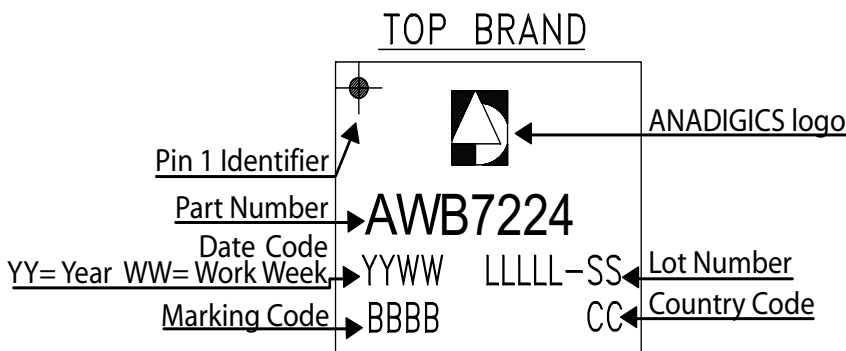 TOP BRAND
ANADIGICS logo
Pin 1 Identifier
Part Number
AWB7224
Date Code
YY= Year WW= Work Week
YYWW LLLLL-SS
Lot Number
Marking Code
BBBB
CC
Country Code